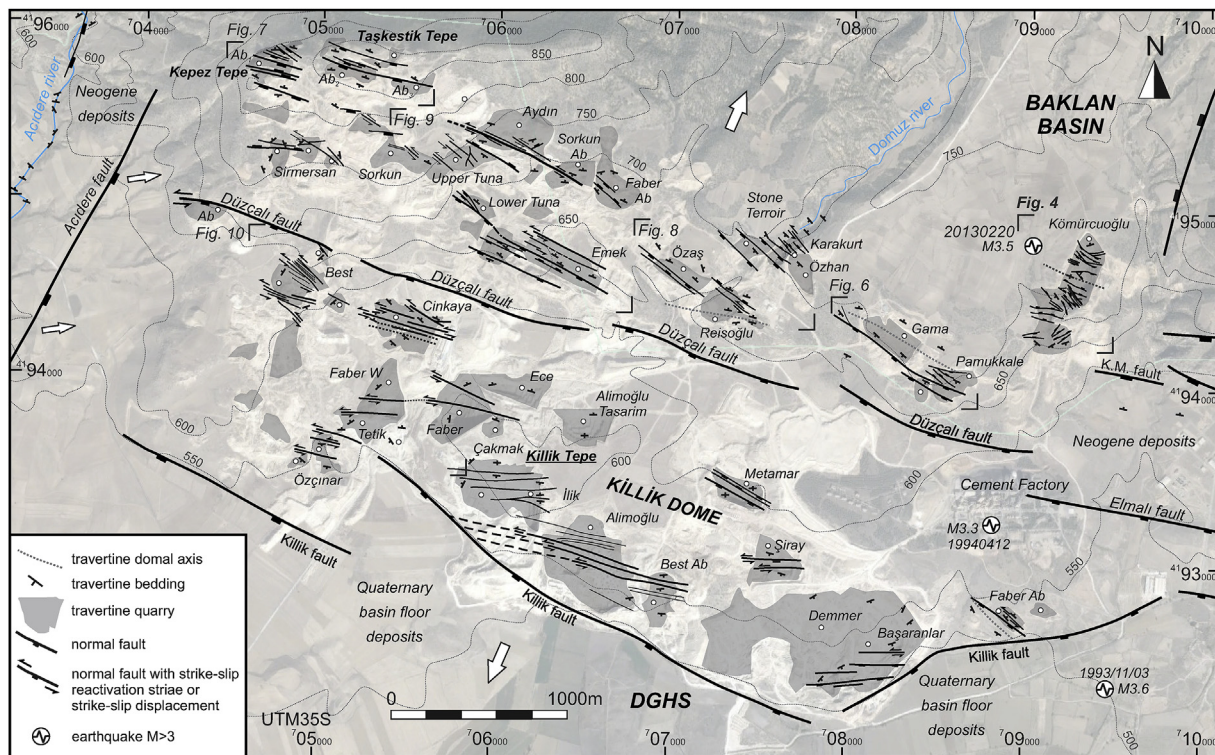 4196000
704000
Fig. 7
705000
706000
707000
708000
709000
7010000
600
600
Ab1
Taşkestik Tepe
850
N
Kepez Tepe
Ab2
Ab3
800
Acıdere river
Neogene
deposits
Fig. 9
750
Aydın
Domuz river
BAKLAN
BASIN
Sorkun
Ab
750
Sirmersan
Sorkun
Upper Tuna
700
Faber
Ab
Acıdere fault
Stone
Terroir
Fig. 4
Lower Tuna
4195000
Düzçalı fault
Ab
650
Fig. 8
20130220
M3.5
Kömürcüoğlu
Fig. 10
Karakurt
Emek
Özaş
Özhan
Best
Düzçalı fault
Fig. 6
Cinkaya
Reisoğlu
Gama
Düzçalı fault
Pamukkale
650
K.M. fault
4194000
4194000
Faber W
Ece
Alimoğlu
Tasarim
Düzçalı fault
Neogene deposits
Tetik
Faber
600
550
Çakmak
Killik Tepe
600
Özçınar
Metamar
600
Cement Factory
İlik
KİLLİK DOME
Elmalı fault
Alimoğlu
M3.3
19940412
Killik fault
Şiray
travertine domal axis
550
4193000
travertine bedding
Quaternary
basin floor
deposits
Best Ab
Faber Ab
travertine quarry
Killik fault
Demmer
normal fault
Başaranlar
Killik fault
normal fault with strike-slip
reactivation striae or
strike-slip displacement
1993/11/03
M3.6
0
1000m
DGHS
Quaternary
basin floor
deposits
UTM35S
earthquake M>3
500
705000
706000
707000
708000
709000
7010000